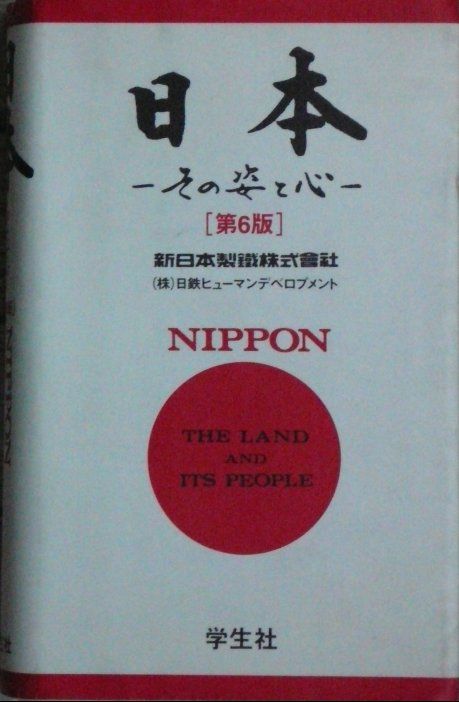 日本
―その姿と心―
[第6版]
新日本製鐵株式會社
(株)日鉄ヒューマンデベロプメント
NIPPON
THE LAND
AND
ITS PEOPLE
学生社